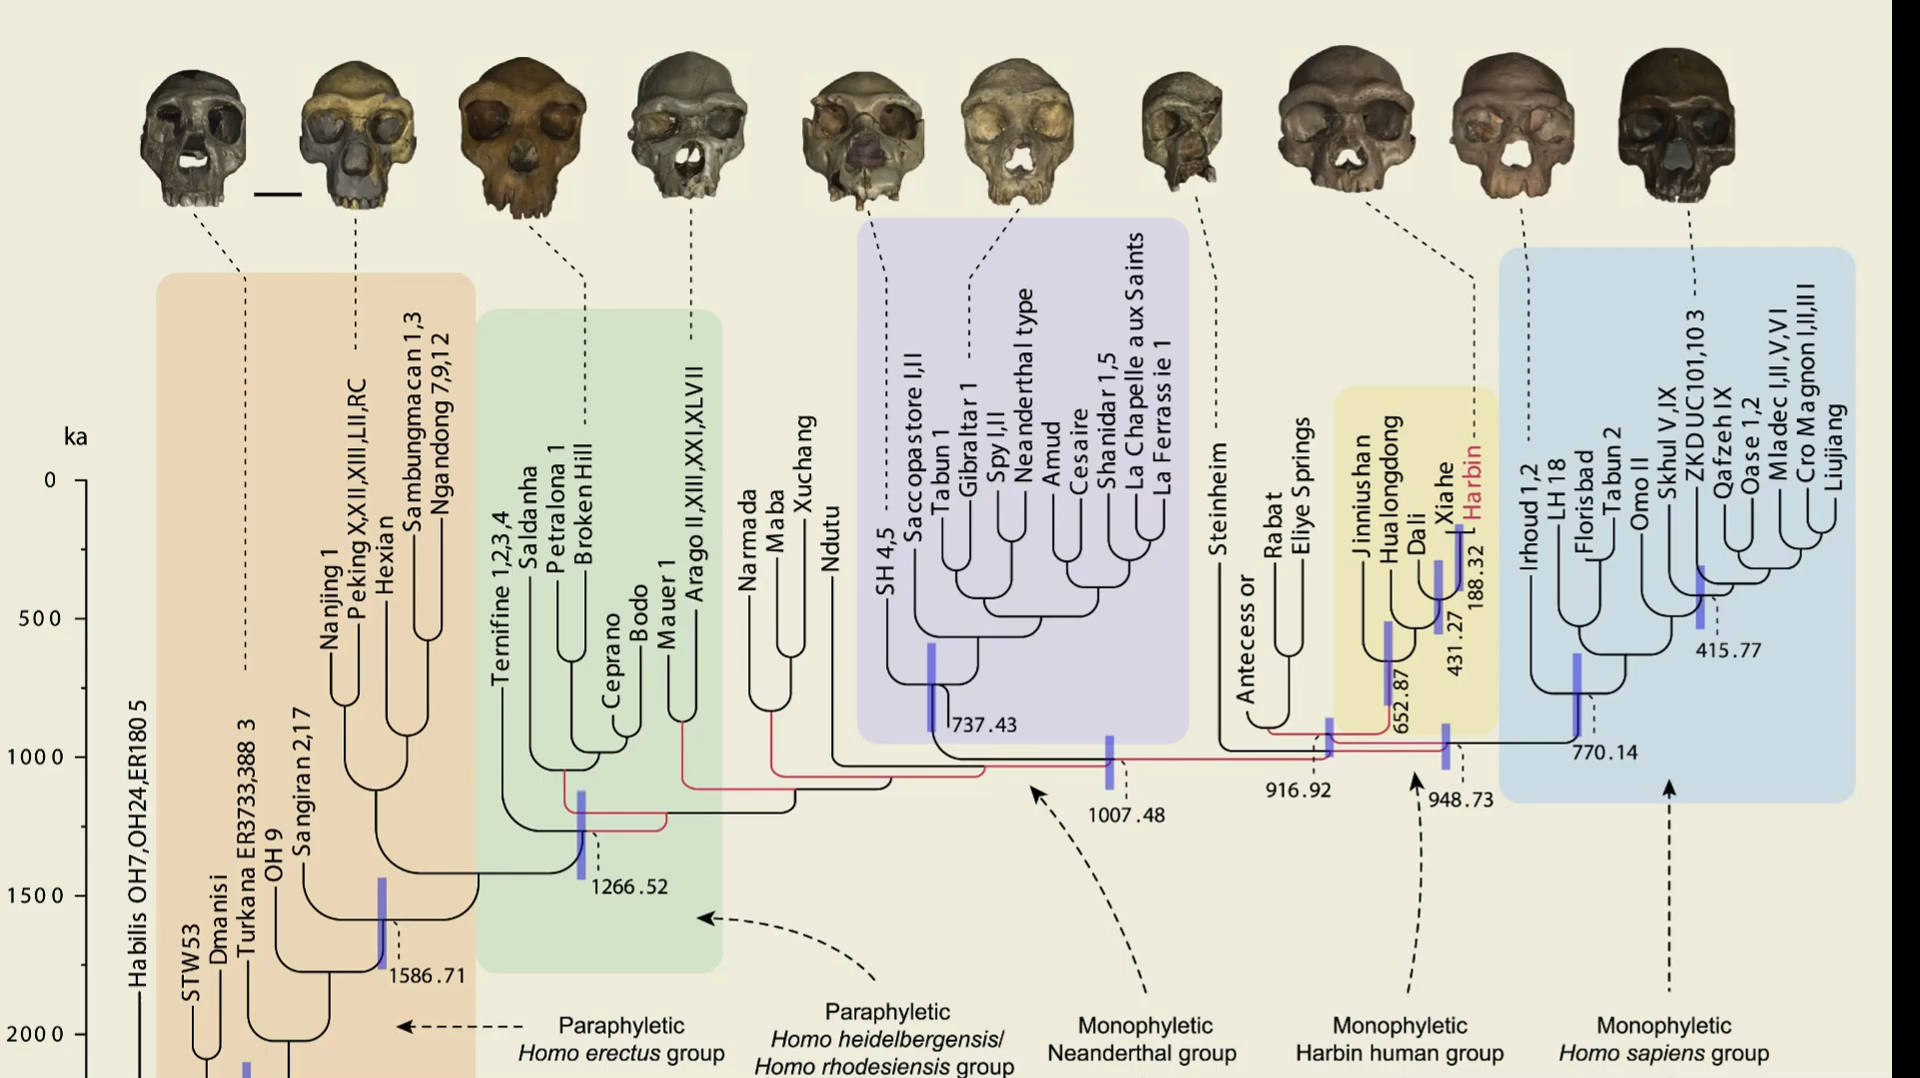 ka
0
500
1000
1500
2000
Habilis OH7,OH24,ER1805
STW53
Dmanisi
Turkana ER3733,3883
OH 9
Sangiran 2,17
Nanjing 1
Peking X,XII,XIII,LII,RC
Hexian
Sambungmacan 1,3
Ngandong 7,9,12
Ternifine 1,2,3,4
Saldanha
Petralona 1
Broken Hill
Ceprano
Bodo
Mauer 1
Arago II,XIII,XXI,XLVII
Narmada
Maba
Xuchang
Ndutu
SH 4,5
Saccopastore I,II
Tabun 1
Gibraltar 1
Spy I,II
Neanderthal type
Amud
Cesaire
Shanidar 1,5
La Chapelle aux Saints
La Ferrassie 1
Steinheim
Antecessor
Rabat
Eliye Springs
Jinniushan
Hualongdong
Dali
Xiahe
Harbin
Irhoud 1,2
LH 18
Florisbad
Tabun 2
Omo II
Skhul V,IX
ZKD UC101,103
Qafzeh IX
Oase 1,2
Mladec I,II,V,VI
Cro Magnon I,II,III
Liujiang
188.32
431.27
652.87
415.77
737.43
770.14
916.92
948.73
1007.48
1266.52
1586.71
Paraphyletic
Homo erectus group
Paraphyletic
Homo heidelbergensis/
Homo rhodesiensis group
Monophyletic
Neanderthal group
Monophyletic
Harbin human group
Monophyletic
Homo sapiens group